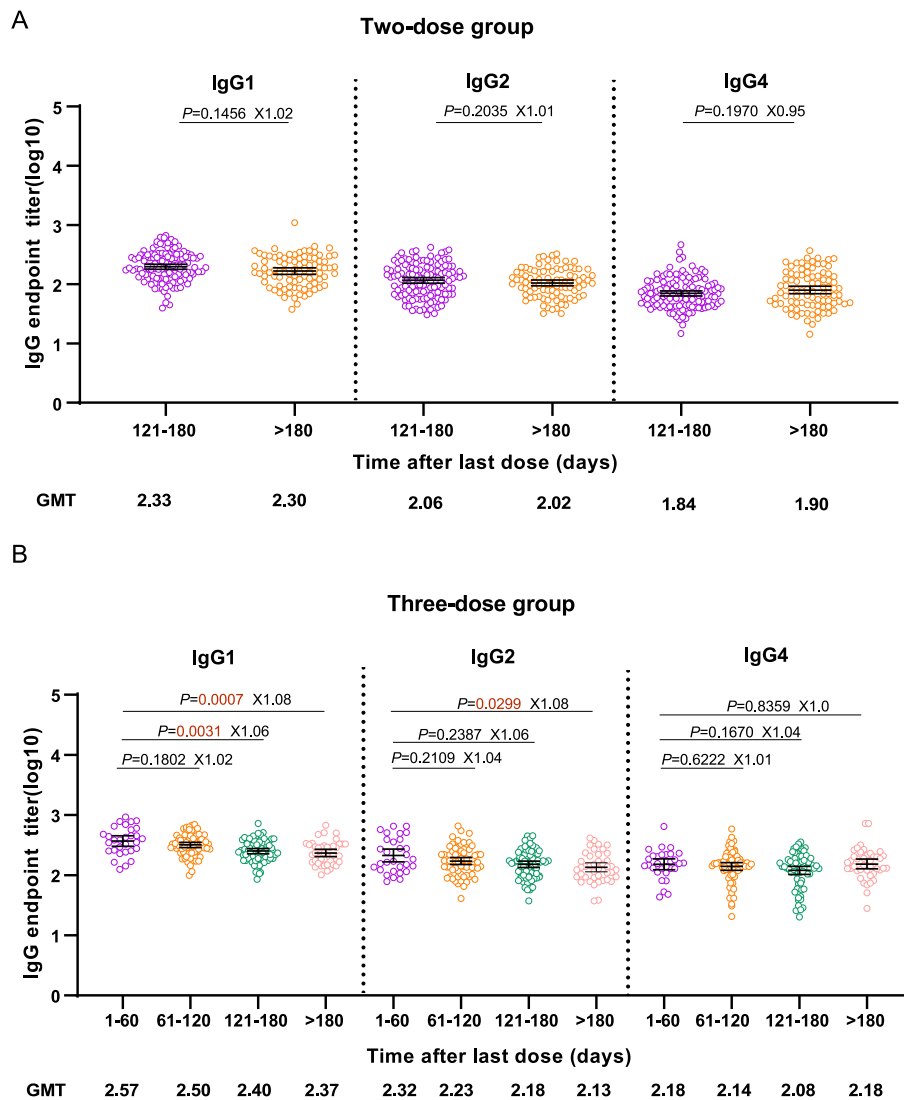 A
Two-dose group
IgG1 IgG2 IgG4
P=0.1456 X1.02 P=0.2035 X1.01 P=0.1970 X0.95
IgG endpoint titer(log10)
5
4
3
2
1
0
121-180 >180 121-180 >180 121-180 >180
Time after last dose (days)
GMT 2.33 2.30 2.06 2.02 1.84 1.90
B
Three-dose group
IgG1 IgG2 IgG4
P=0.0007 X1.08 P=0.0299 X1.08 P=0.8359 X1.0
P=0.0031 X1.06 P=0.2387 X1.06 P=0.1670 X1.04
P=0.1802 X1.02 P=0.2109 X1.04 P=0.6222 X1.01
IgG endpoint titer(log10)
5
4
3
2
1
0
1-60 61-120 121-180 >180 1-60 61-120 121-180 >180 1-60 61-120 121-180 >180
Time after last dose (days)
GMT 2.57 2.50 2.40 2.37 2.32 2.23 2.18 2.13 2.18 2.14 2.08 2.18